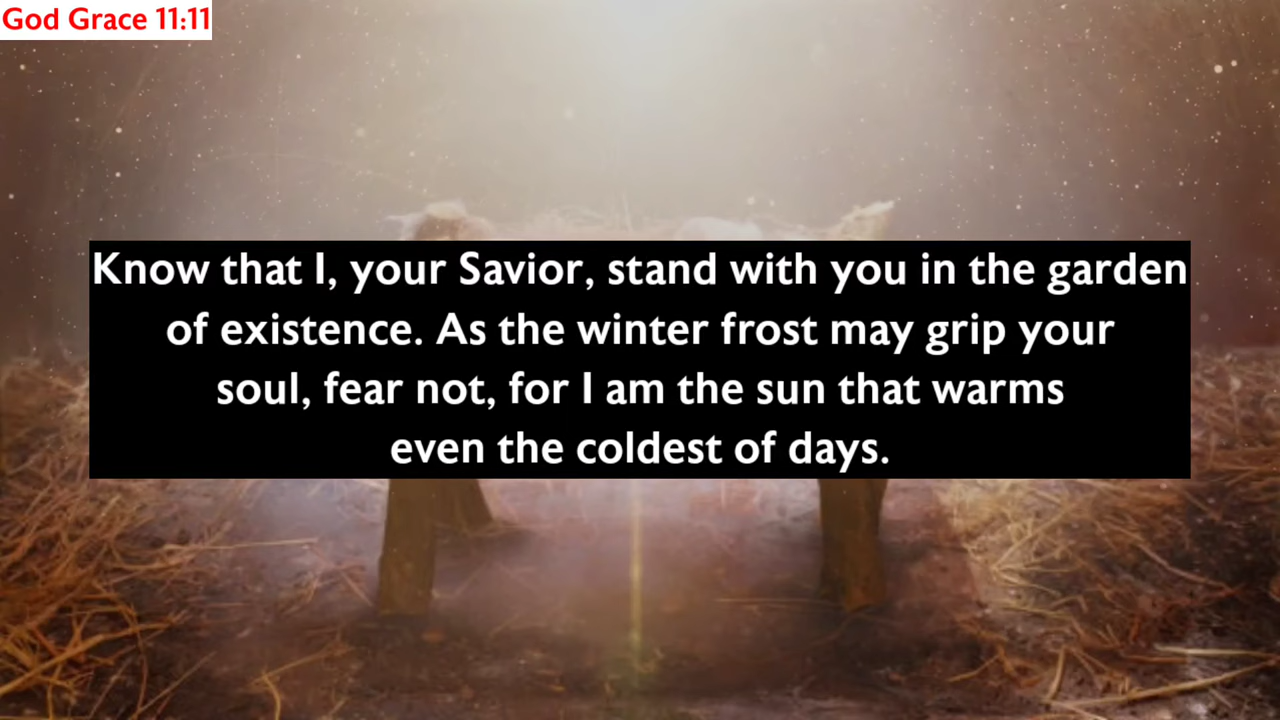 God Grace 11:11
Know that I, your Savior, stand with you in the garden
of existence. As the winter frost may grip your
soul, fear not, for I am the sun that warms
even the coldest of days.